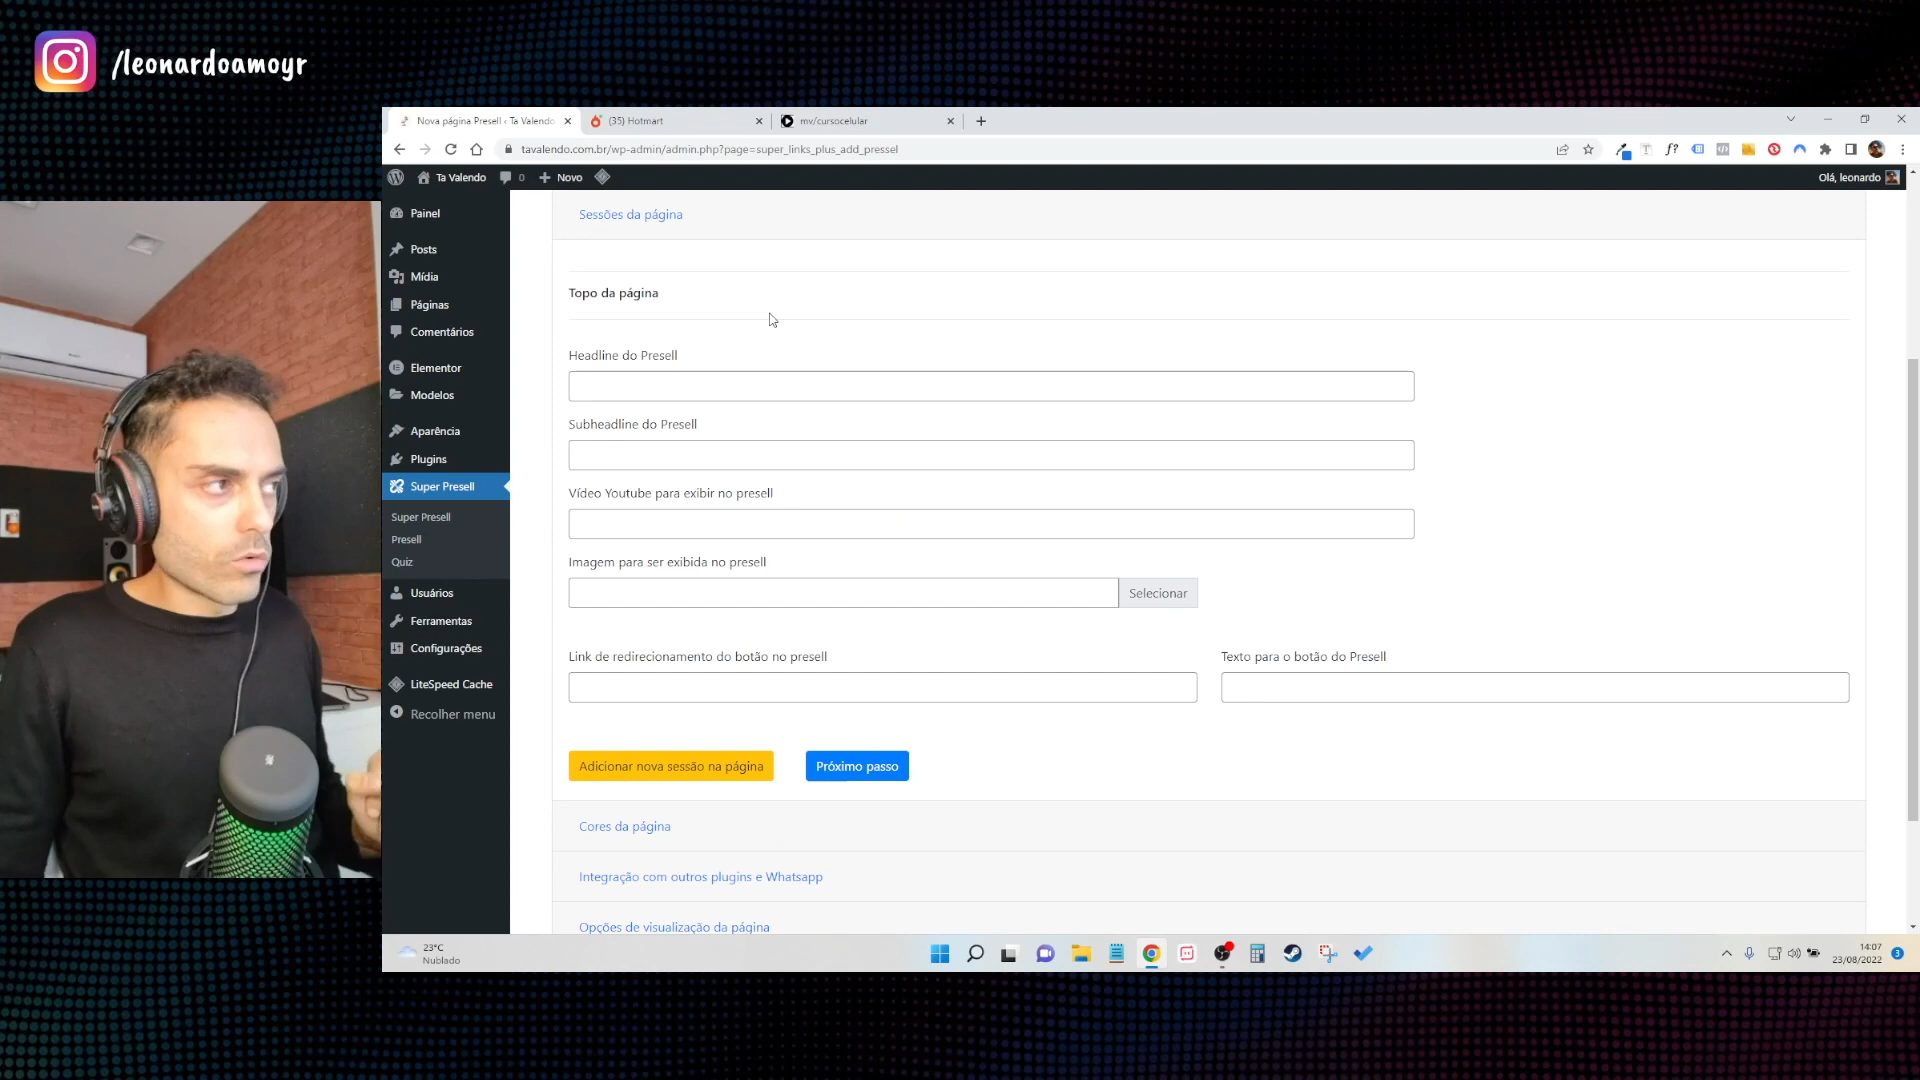 /leonardoamoyr
Nova página Presell ‹ Ta Valendo
(35) Hotmart
mv/cursocelular
tavalendo.com.br/wp-admin/admin.php?page=super_links_plus_add_pressel
Ta Valendo
0
Novo
Olá, leonardo
Painel
Posts
Mídia
Páginas
Comentários
Elementor
Modelos
Aparência
Plugins
Super Presell
Super Presell
Presell
Quiz
Usuários
Ferramentas
Configurações
LiteSpeed Cache
Recolher menu
Sessões da página
Topo da página
Headline do Presell
Subheadline do Presell
Vídeo Youtube para exibir no presell
Imagem para ser exibida no presell
Selecionar
Link de redirecionamento do botão no presell
Texto para o botão do Presell
Adicionar nova sessão na página
Próximo passo
Cores da página
Integração com outros plugins e Whatsapp
Opções de visualização da página
23°C
Nublado
14:07
23/08/2022
3